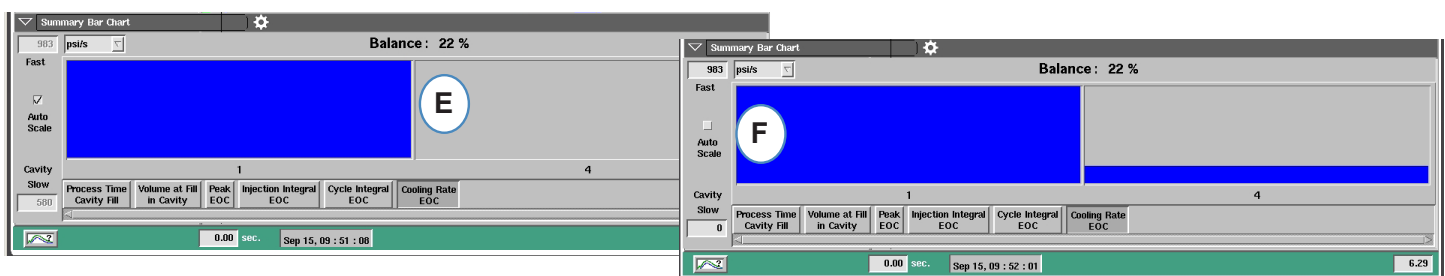 Summary Bar Chart
983 psi/s Balance: 22 %
Fast
E
Auto
Scale
Cavity 1 4
Slow
580
Process Time
Cavity Fill
Volume at Fill
in Cavity
Peak
EOC
Injection Integral
EOC
Cycle Integral
EOC
Cooling Rate
EOC
? 0.00 sec. Sep 15, 09 : 51 : 08
Summary Bar Chart
983 psi/s Balance: 22 %
Fast
F
Auto
Scale
Cavity 1 4
Slow
0
Process Time
Cavity Fill
Volume at Fill
in Cavity
Peak
EOC
Injection Integral
EOC
Cycle Integral
EOC
Cooling Rate
EOC
? 0.00 sec. Sep 15, 09 : 52 : 01 6.29